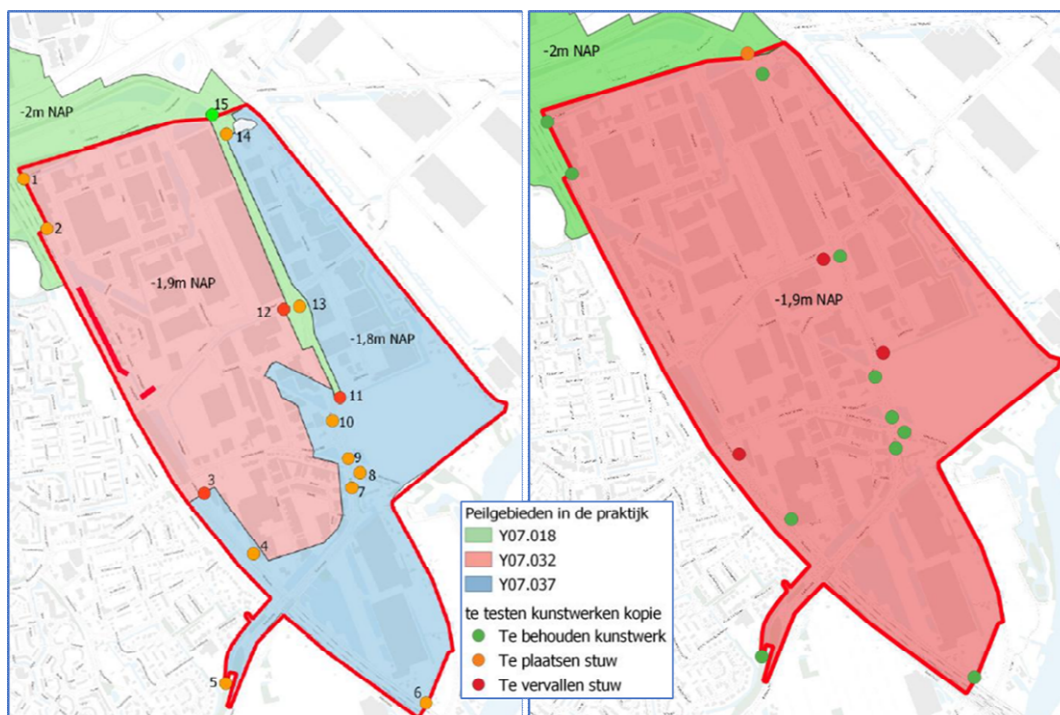 -2m NAP
15
14
1
2
-1,9m NAP
12
13
-1,8m NAP
11
10
9
8
7
3
4
5
6
-2m NAP
-1,9m NAP
Peilgebieden in de praktijk
Y07.018
Y07.032
Y07.037
te testen kunstwerken kopie
Te behouden kunstwerk
Te plaatsen stuw
Te vervallen stuw